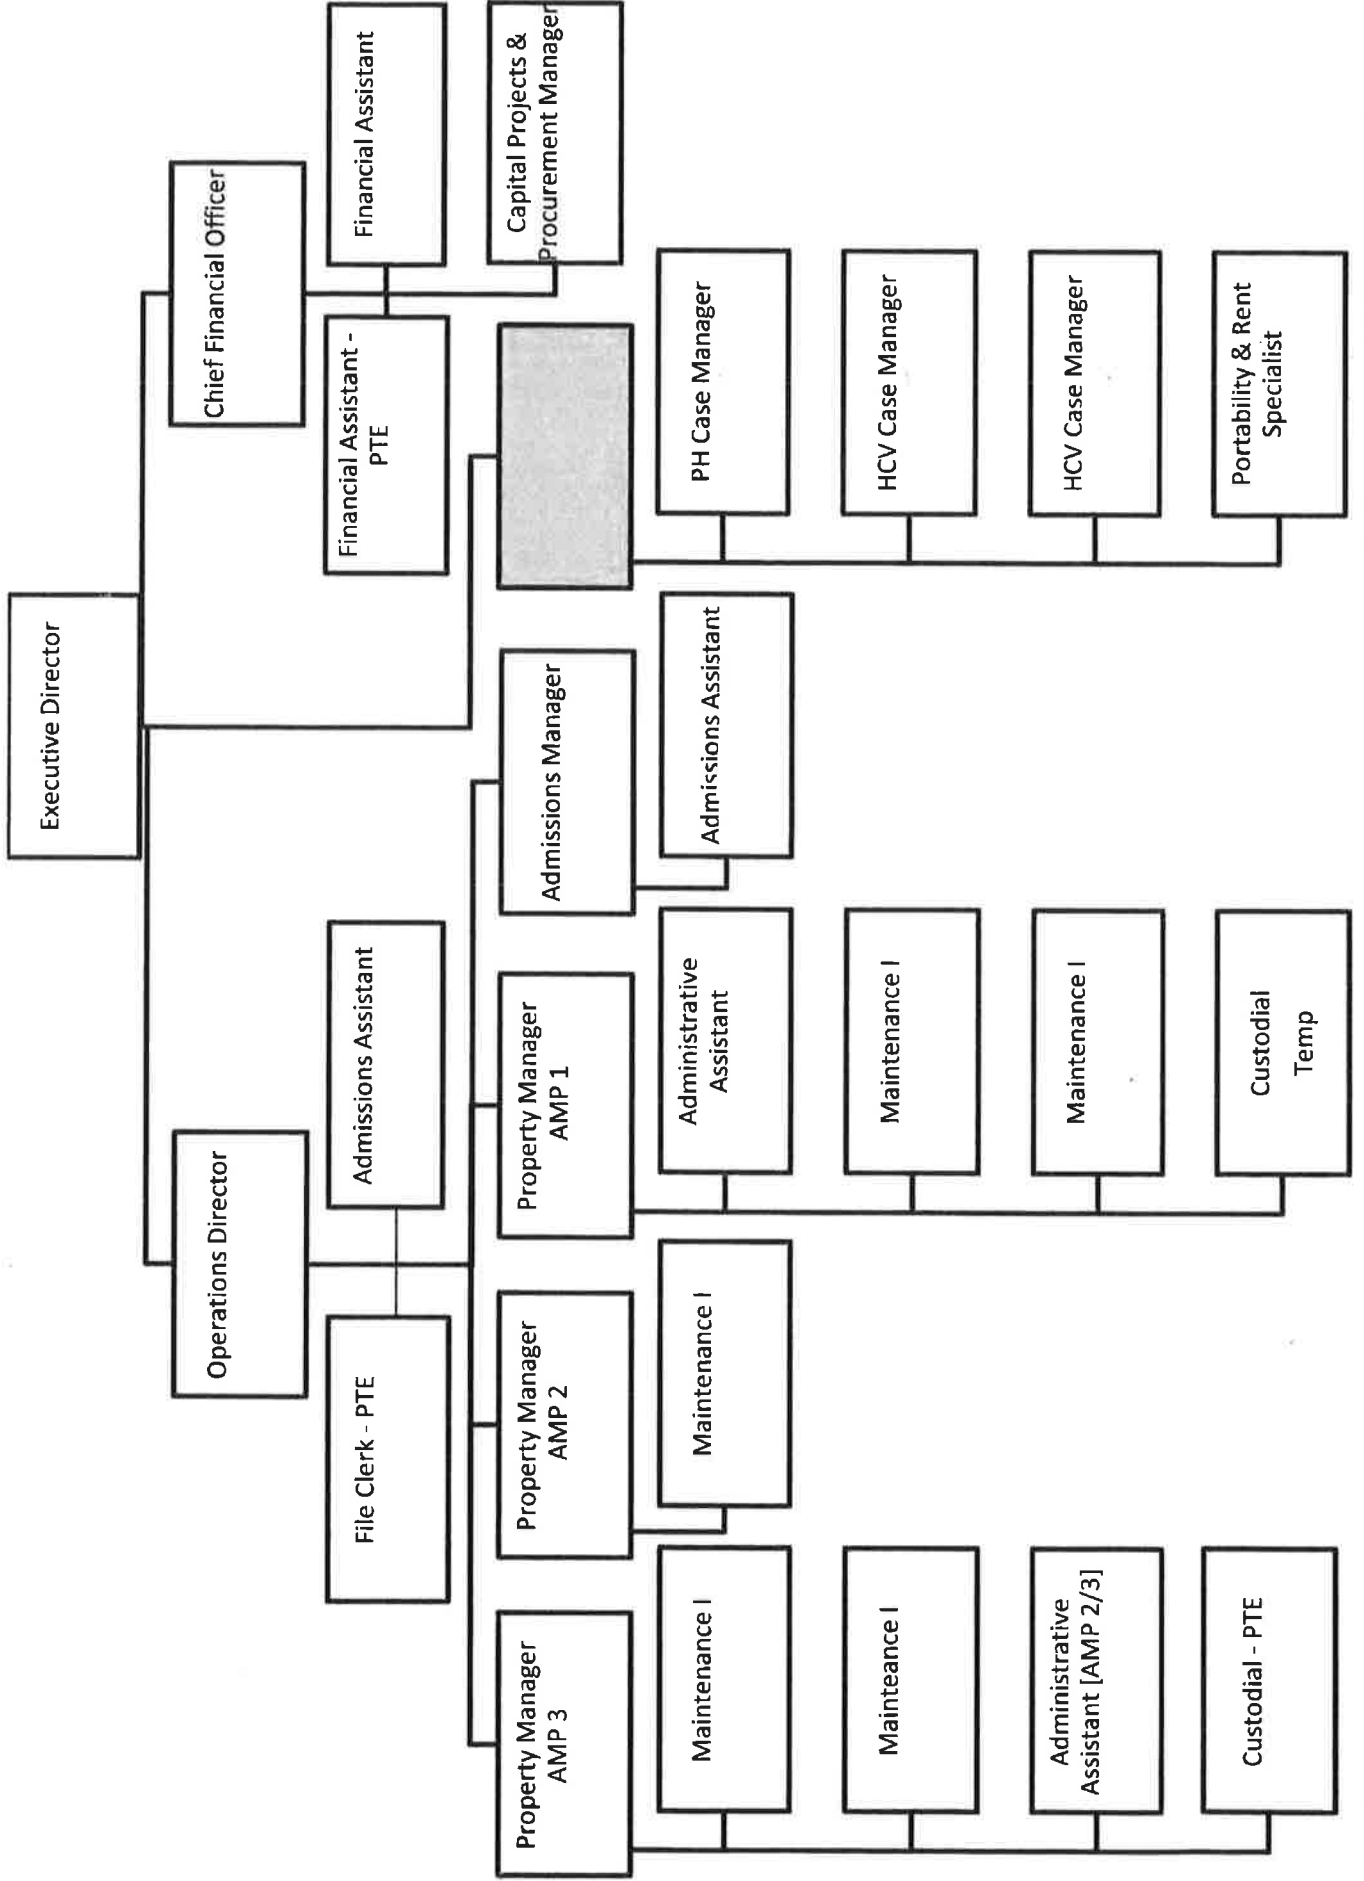 Executive Director
Operations Director
Chief Financial Officer
File Clerk - PTE
Admissions Assistant
Financial Assistant -
PTE
Financial Assistant
Property Manager
AMP 3
Property Manager
AMP 2
Property Manager
AMP 1
Admissions Manager
Capital Projects &
Procurement Manager
Maintenance I
Maintenance I
Administrative
Assistant
Admissions Assistant
PH Case Manager
Mainteance I
Maintenance I
HCV Case Manager
Administrative
Assistant [AMP 2/3]
Maintenance I
HCV Case Manager
Custodial - PTE
Custodial
Temp
Portability & Rent
Specialist